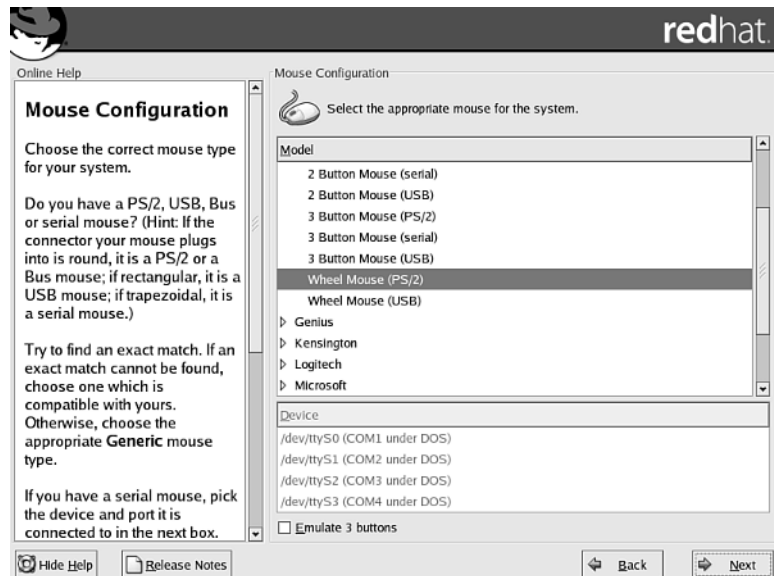 redhat.
Online Help
Mouse Configuration
Choose the correct mouse type
for your system.
Do you have a PS/2, USB, Bus
or serial mouse? (Hint: If the
connector your mouse plugs
into is round, it is a PS/2 or a
Bus mouse; if rectangular, it is a
USB mouse; if trapezoidal, it is
a serial mouse.)
Try to find an exact match. If an
exact match cannot be found,
choose one which is
compatible with yours.
Otherwise, choose the
appropriate Generic mouse
type.
If you have a serial mouse, pick
the device and port it is
connected to in the next box.
Mouse Configuration
Select the appropriate mouse for the system.
Model
2 Button Mouse (serial)
2 Button Mouse (USB)
3 Button Mouse (PS/2)
3 Button Mouse (serial)
3 Button Mouse (USB)
Wheel Mouse (PS/2)
Wheel Mouse (USB)
Genius
Kensington
Logitech
Microsoft
Device
/dev/ttyS0 (COM1 under DOS)
/dev/ttyS1 (COM2 under DOS)
/dev/ttyS2 (COM3 under DOS)
/dev/ttyS3 (COM4 under DOS)
Emulate 3 buttons
Hide Help
Release Notes
Back
Next